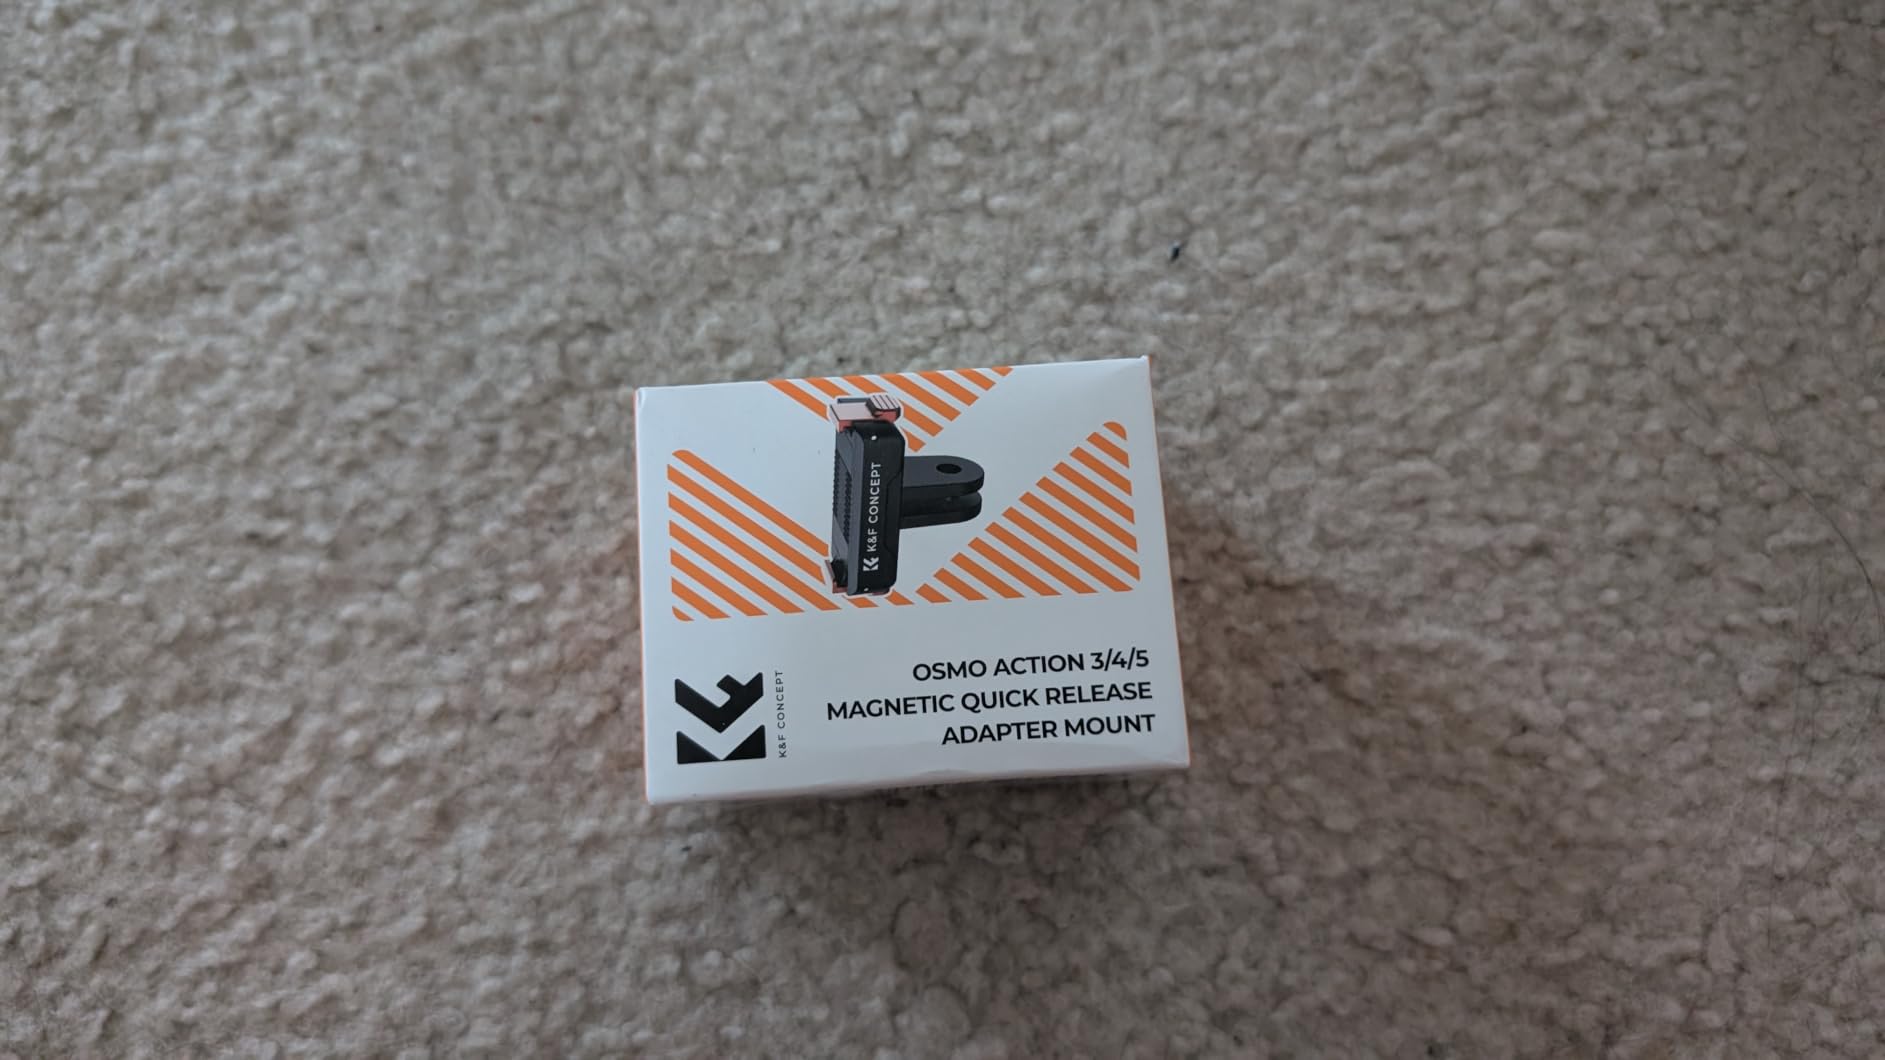 K&F CONCEPT
K&F CONCEPT
OSMO ACTION 3/4/5
MAGNETIC QUICK RELEASE
ADAPTER MOUNT